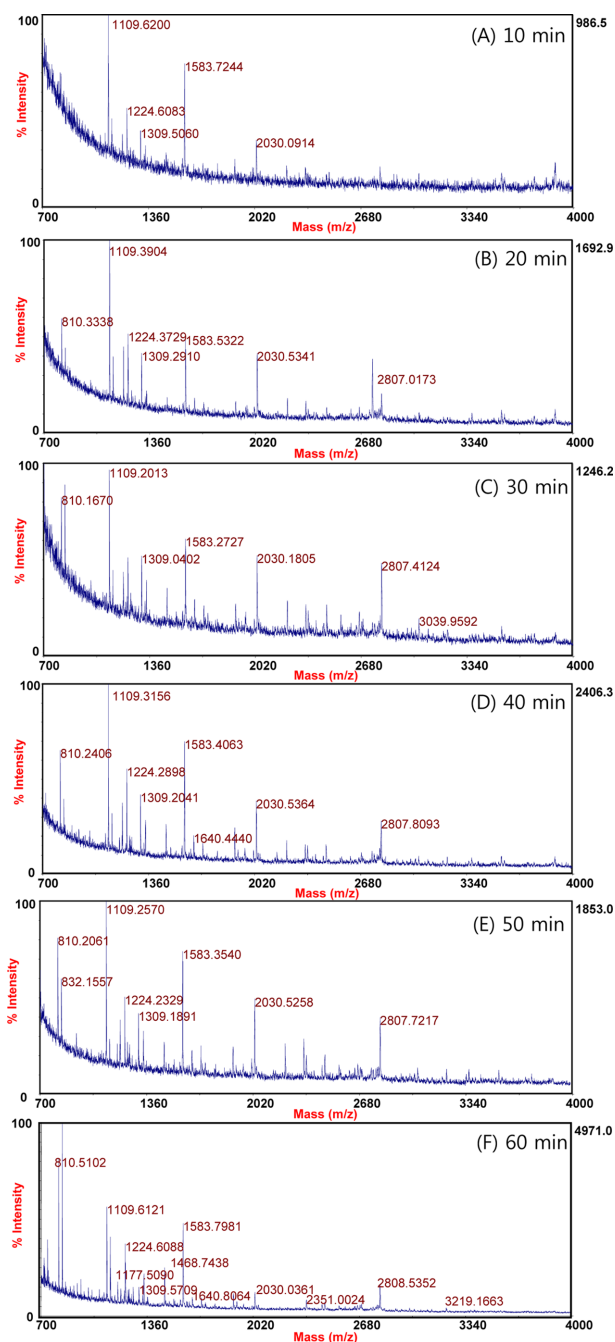 (A) 10 min
986.5
1109.6200
1583.7244
1224.6083
1309.5060
2030.0914
% Intensity
0
700 1360 2020 2680 3340 4000
Mass (m/z)
100
(B) 20 min
1692.9
1109.3904
810.3338
1224.3729 1583.5322
1309.2910 2030.5341
2807.0173
% Intensity
0
700 1360 2020 2680 3340 4000
Mass (m/z)
100
(C) 30 min
1246.2
1109.2013
810.1670
1583.2727
1309.0402 2030.1805 2807.4124
3039.9592
% Intensity
0
700 1360 2020 2680 3340 4000
Mass (m/z)
100
(D) 40 min
2406.3
1109.3156
1583.4063
810.2406
1224.2898
1309.2041
2030.5364
2807.8093
1640.4440
% Intensity
0
700 1360 2020 2680 3340 4000
Mass (m/z)
100
(E) 50 min
1853.0
1109.2570
810.2061
1583.3540
832.1557
1224.2329
1309.1891
2030.5258
2807.7217
% Intensity
0
700 1360 2020 2680 3340 4000
Mass (m/z)
100
(F) 60 min
4971.0
810.5102
1109.6121
1583.7981
1224.6088
1468.7438
1177.5090
1309.5709
1640.8064
2030.0361
2351.0024
2808.5352
3219.1663
% Intensity
0
700 1360 2020 2680 3340 4000
Mass (m/z)